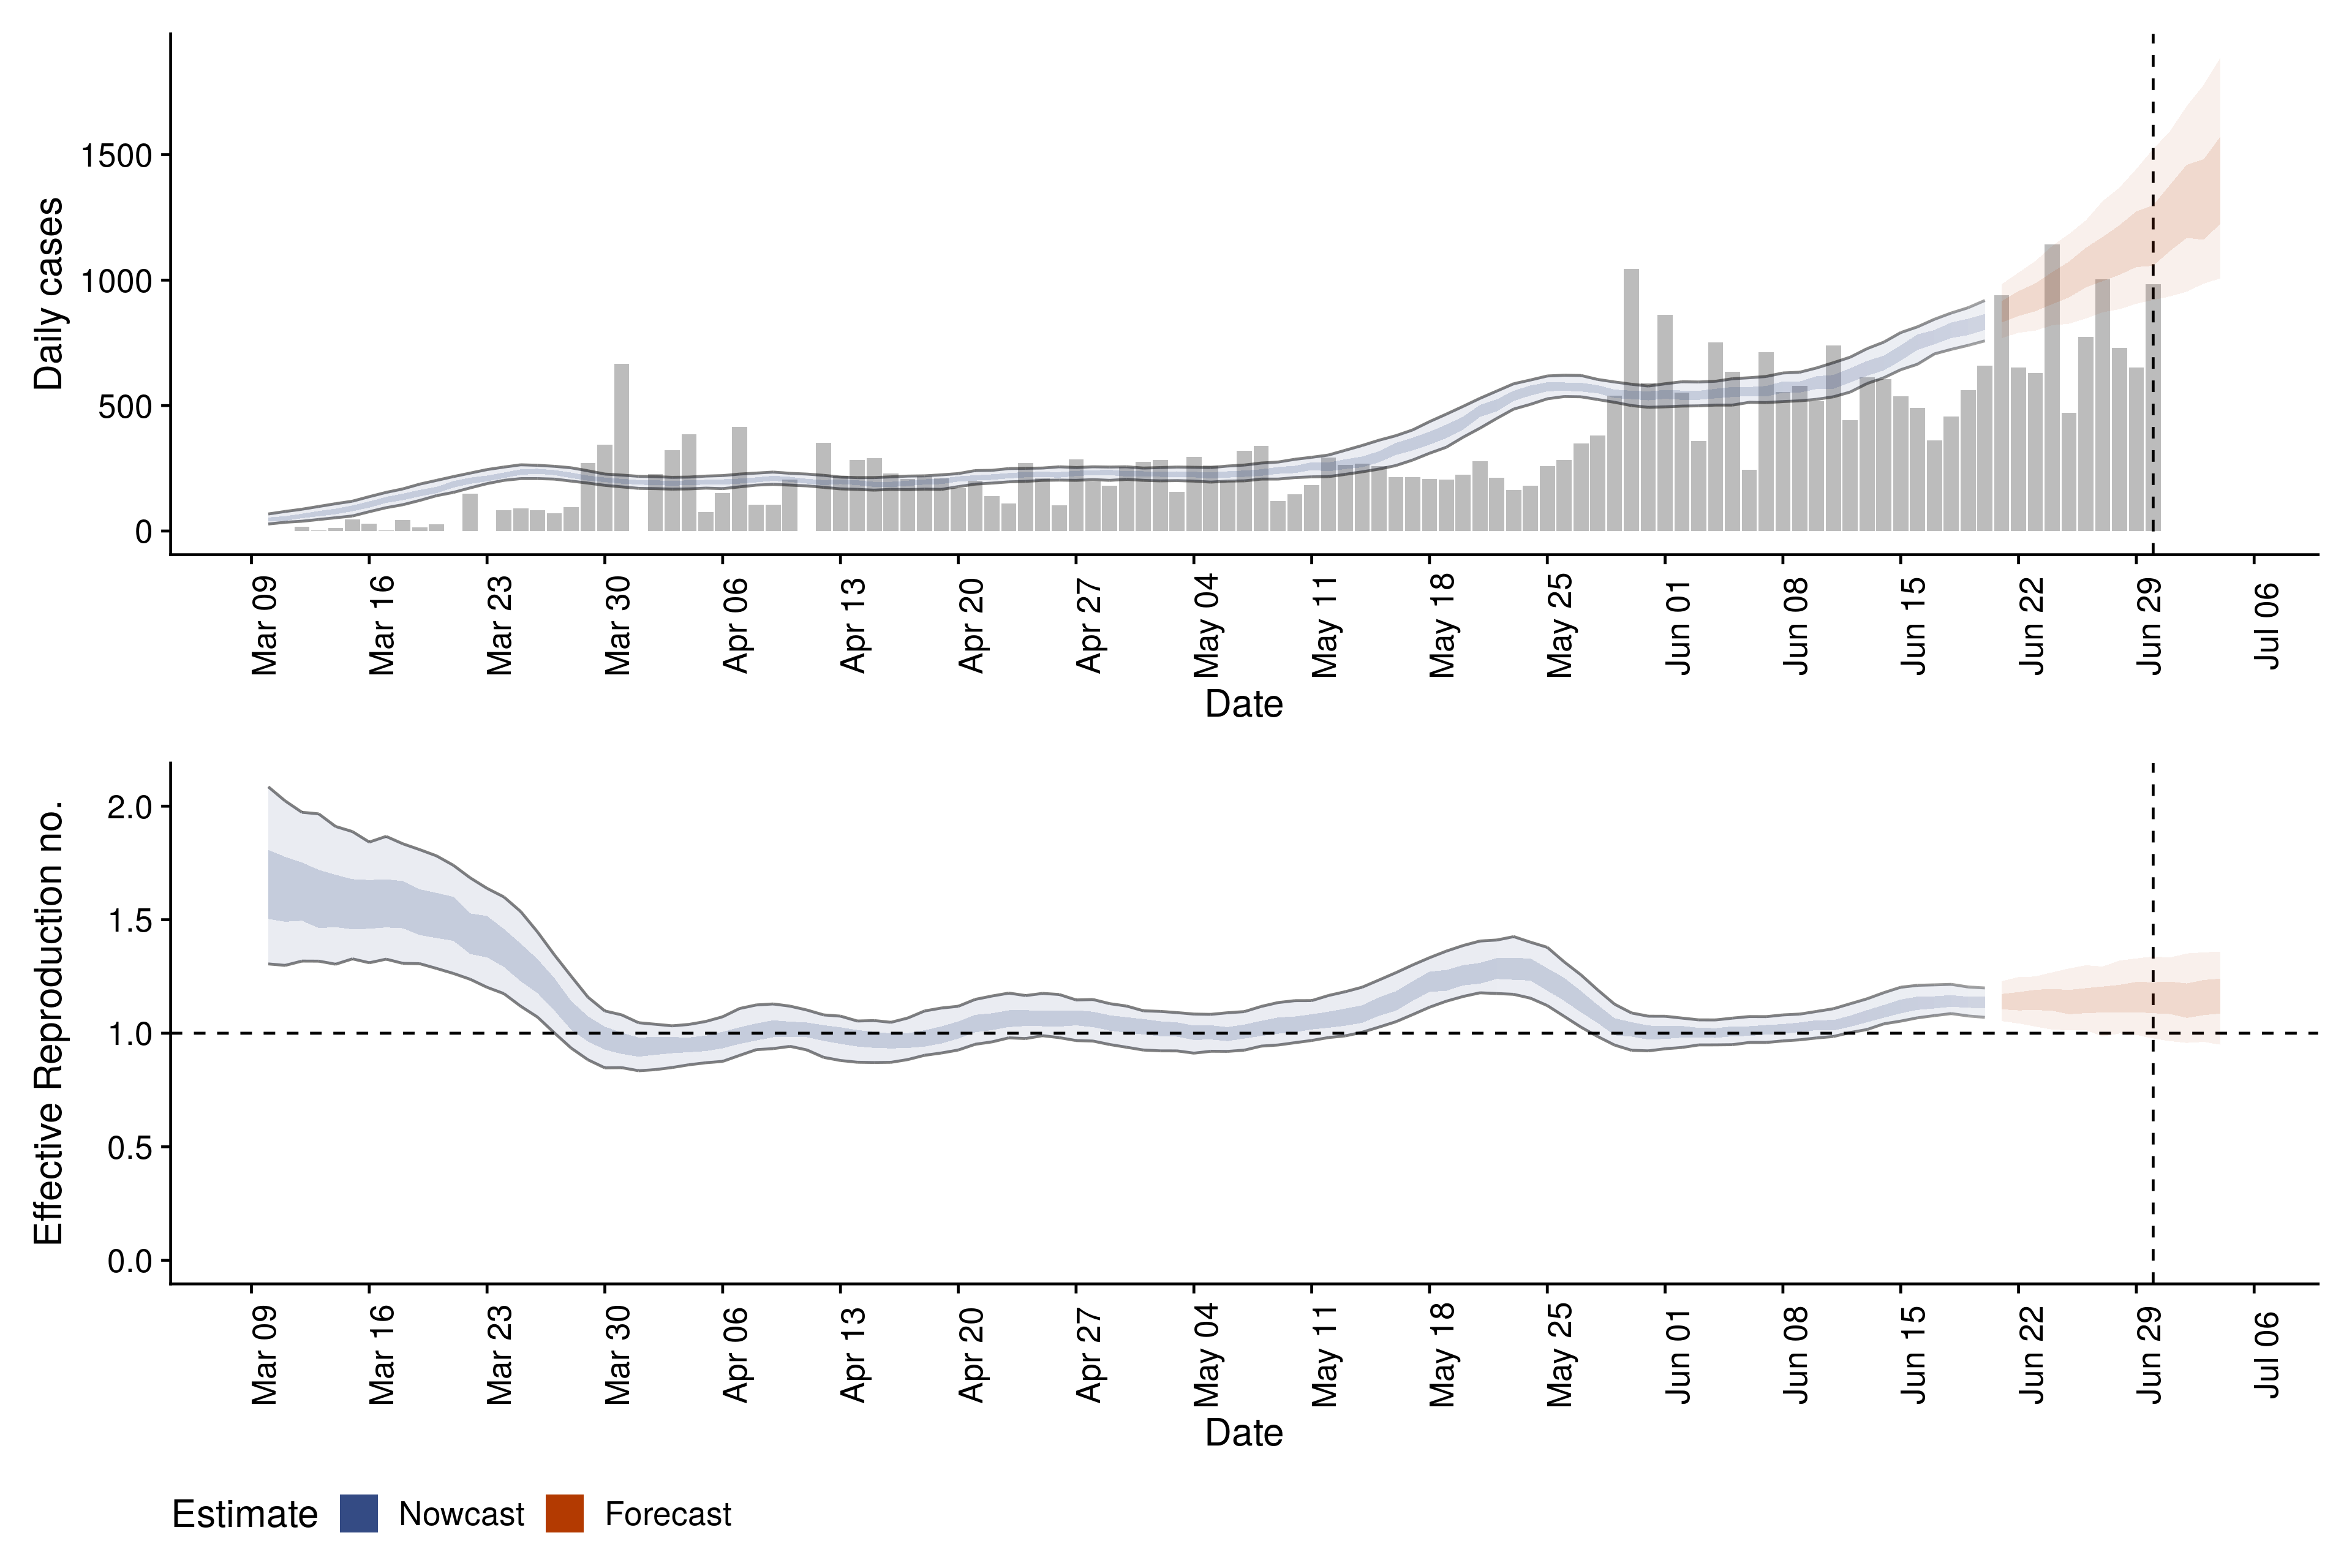 Daily cases
1500
1000
500
0
Mar 09 Mar 16 Mar 23 Mar 30 Apr 06 Apr 13 Apr 20 Apr 27 May 04 May 11 May 18 May 25 Jun 01 Jun 08 Jun 15 Jun 22 Jun 29 Jul 06
Date
Effective Reproduction no.
2.0
1.5
1.0
0.5
0.0
Mar 09 Mar 16 Mar 23 Mar 30 Apr 06 Apr 13 Apr 20 Apr 27 May 04 May 11 May 18 May 25 Jun 01 Jun 08 Jun 15 Jun 22 Jun 29 Jul 06
Date
Estimate Nowcast Forecast